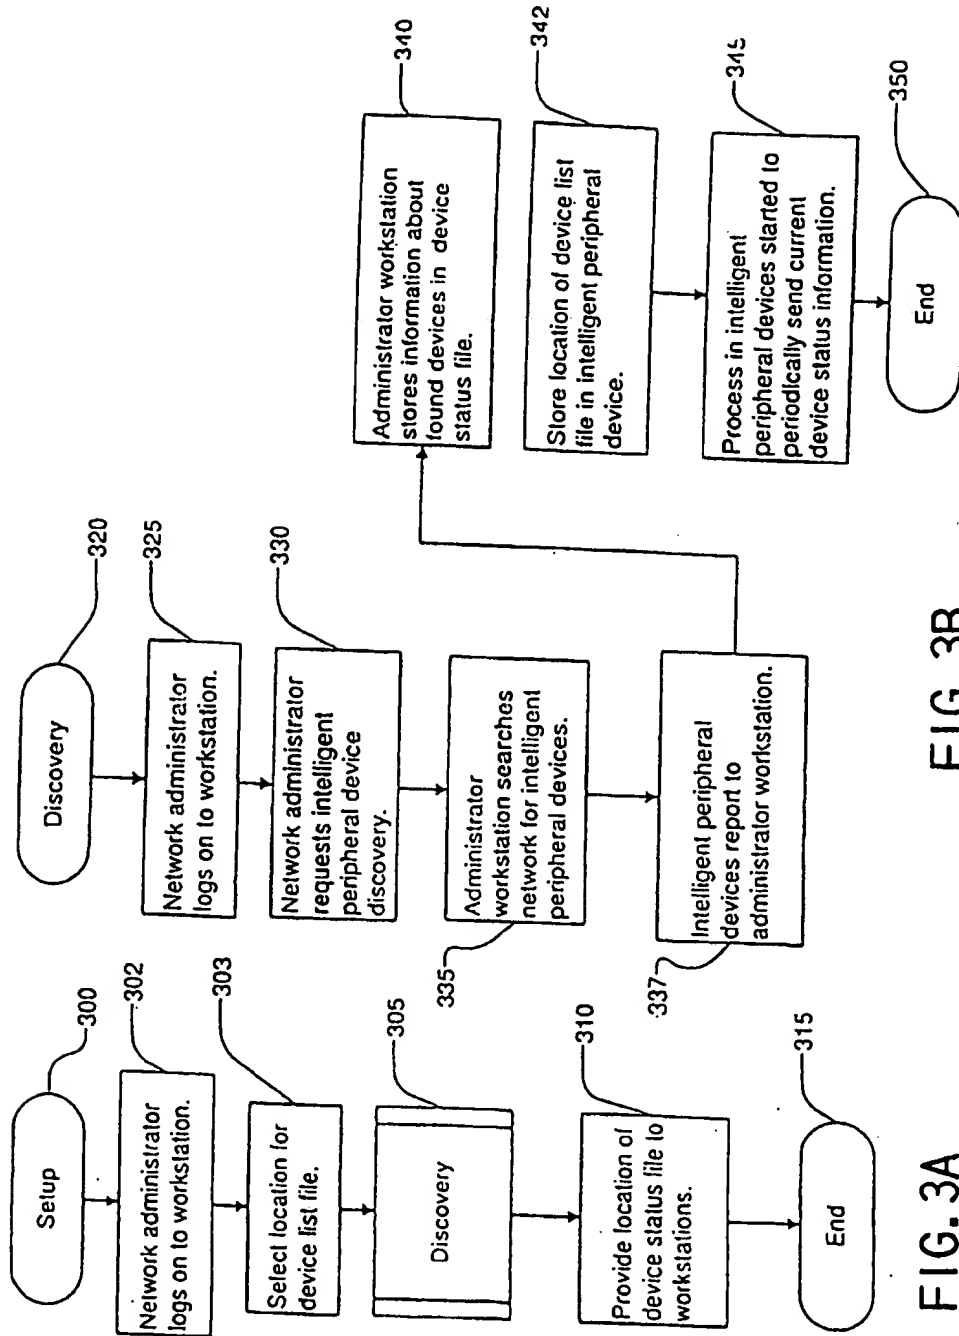 Setup
300
Network administrator
logs on to workstation.
302
Select location for
device list file.
303
Discovery
305
Provide location of
device status file to
workstations.
310
End
315
FIG. 3A
Discovery
320
Network administrator
logs on to workstation.
325
Network administrator
requests intelligent
peripheral device
discovery.
330
Administrator
workstation searches
network for intelligent
peripheral devices.
335
Intelligent peripheral
devices report to
administrator workstation.
337
Administrator workstation
stores information about
found devices in device
status file.
340
Store location of device list
file in intelligent peripheral
device.
342
Process in intelligent
peripheral devices started to
periodically send current
device status information.
345
End
350
FIG. 3B